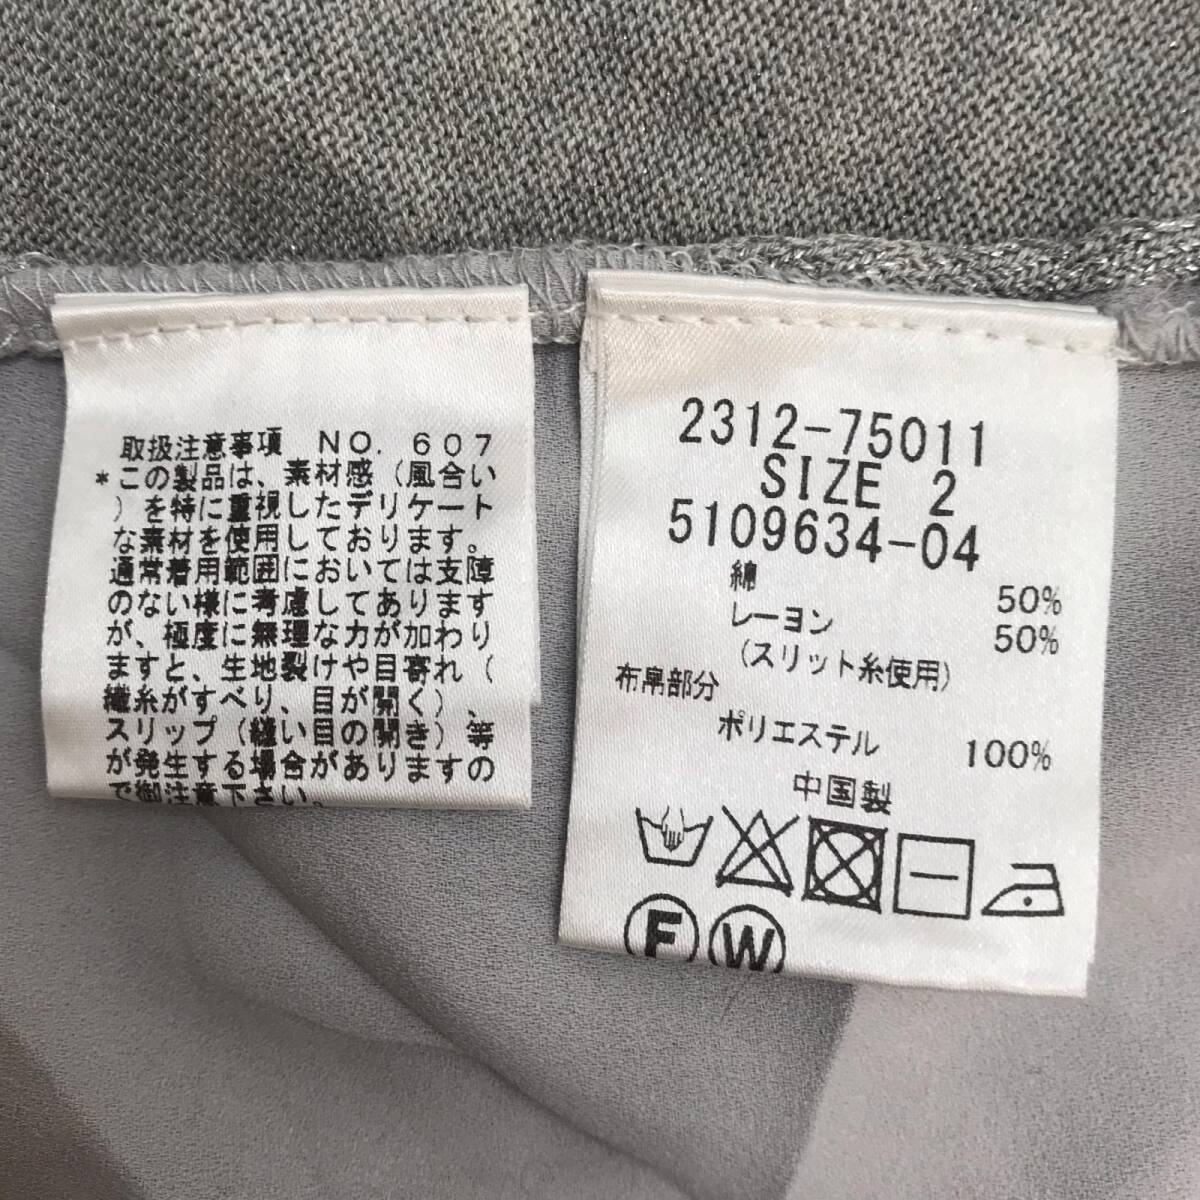 取扱注意事項 NO. 607
*この製品は、素材感(風合い
)を特に重視したデリケート
な素材を使用しております。
通常着用範囲においては支障
のない様に考慮してあります
が、極度に無理な力が加わり
ますと、生地裂けや目寄れ(
織糸がすべり、目が開く)、
スリップ(縫い目の開き)等
が発生する場合がありますの
で御注意下さい。
2312-75011
SIZE 2
5109634-04
綿 50%
レーヨン 50%
(スリット糸使用)
布帛部分
ポリエステル 100%
中国製
F W